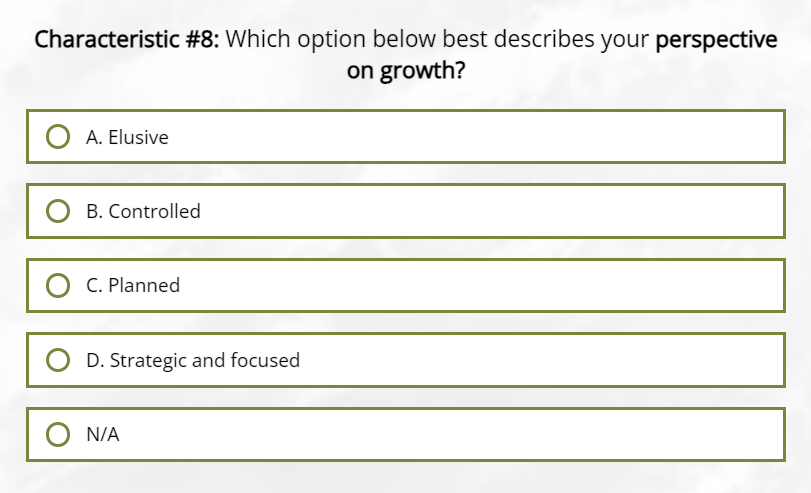 Characteristic #8: Which option below best describes your perspective
on growth?
A. Elusive
B. Controlled
C. Planned
D. Strategic and focused
N/A